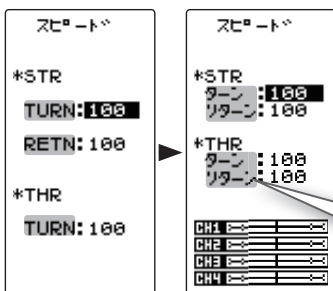 スピード
*STR
TURN:100
RETN:100
*THR
TURN:100
スピード
*STR
ターン:100
リターン:100
*THR
ターン:100
リターン:100
CH1
CH2
CH3
CH4